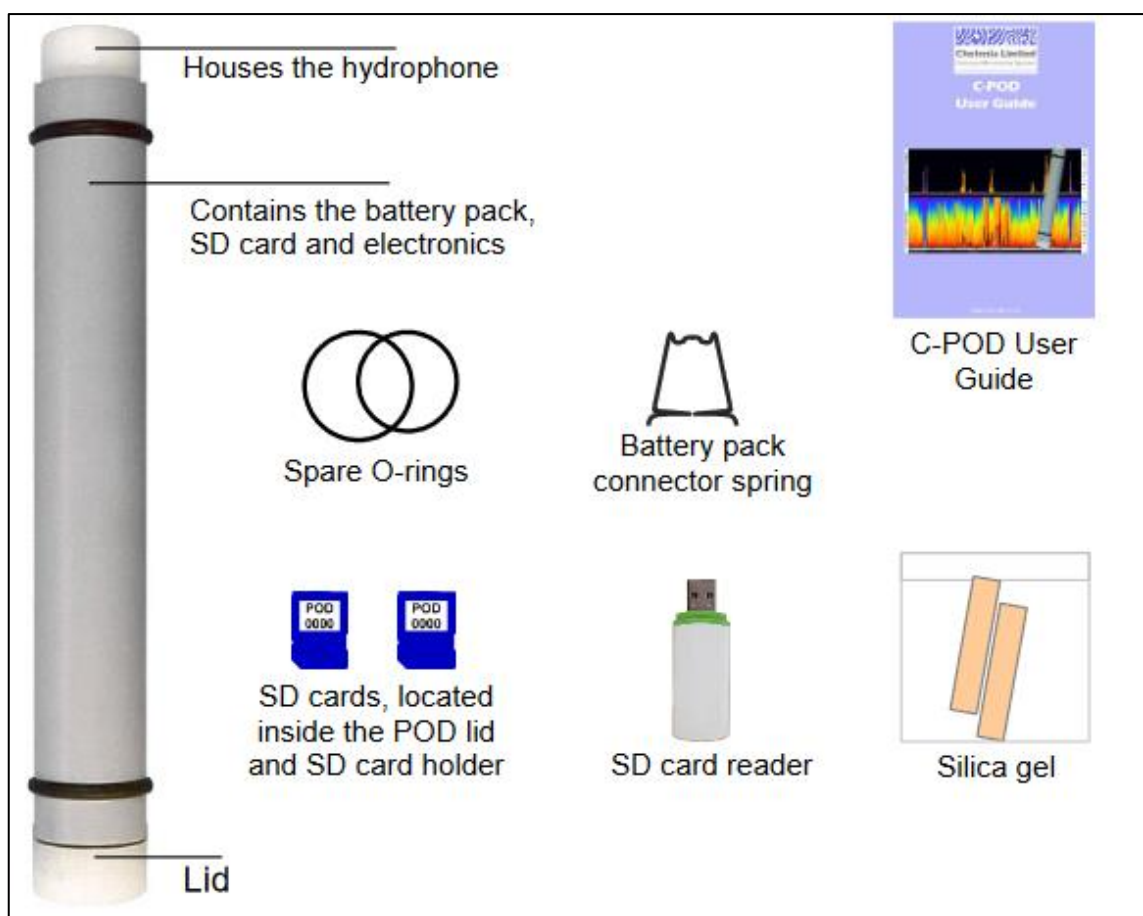 Houses the hydrophone
Contains the battery pack,
SD card and electronics
Chelonia Limited
C-POD
User Guide
C-POD User
Guide
Spare O-rings
Battery pack
connector spring
POD
0000
POD
0000
SD cards, located
inside the POD lid
and SD card holder
SD card reader
Silica gel
Lid